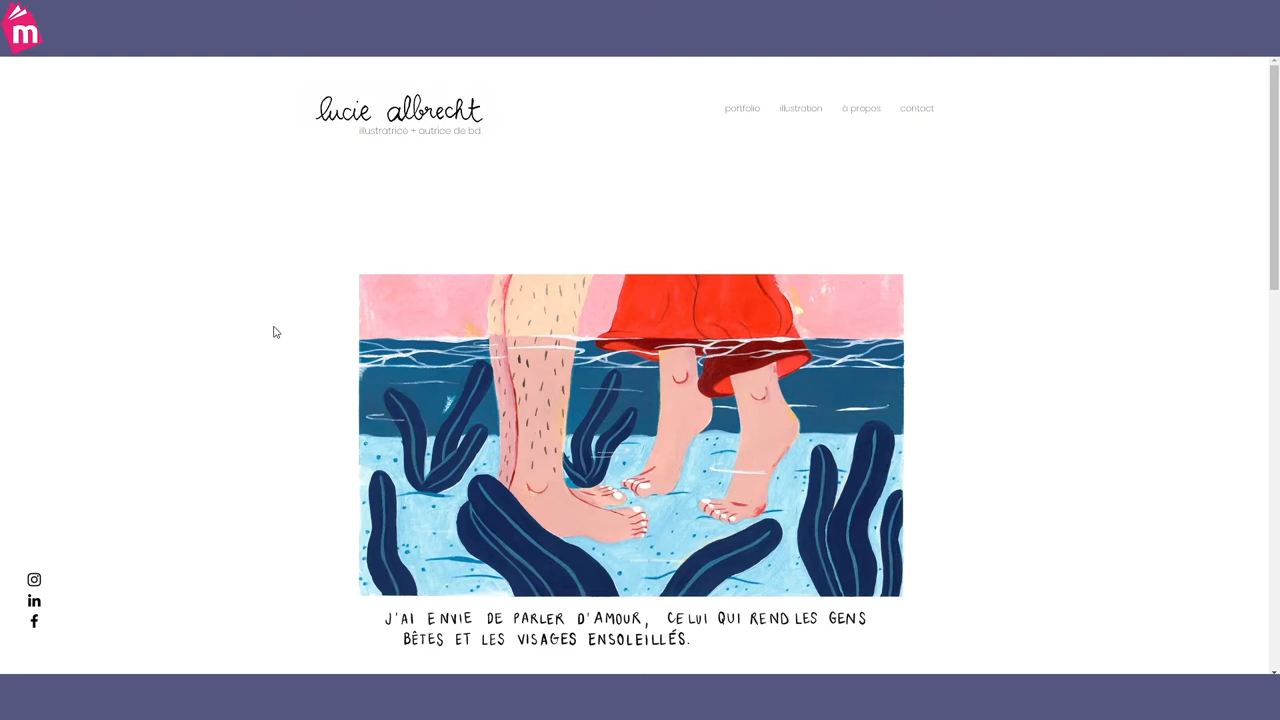 m
lucie albrecht
illustratrice + autrice de bd
portfolio illustration à propos contact
J'AI ENVIE DE PARLER D'AMOUR, CELUI QUI REND LES GENS
BÊTES ET LES VISAGES ENSOLEILLÉS.
in
f